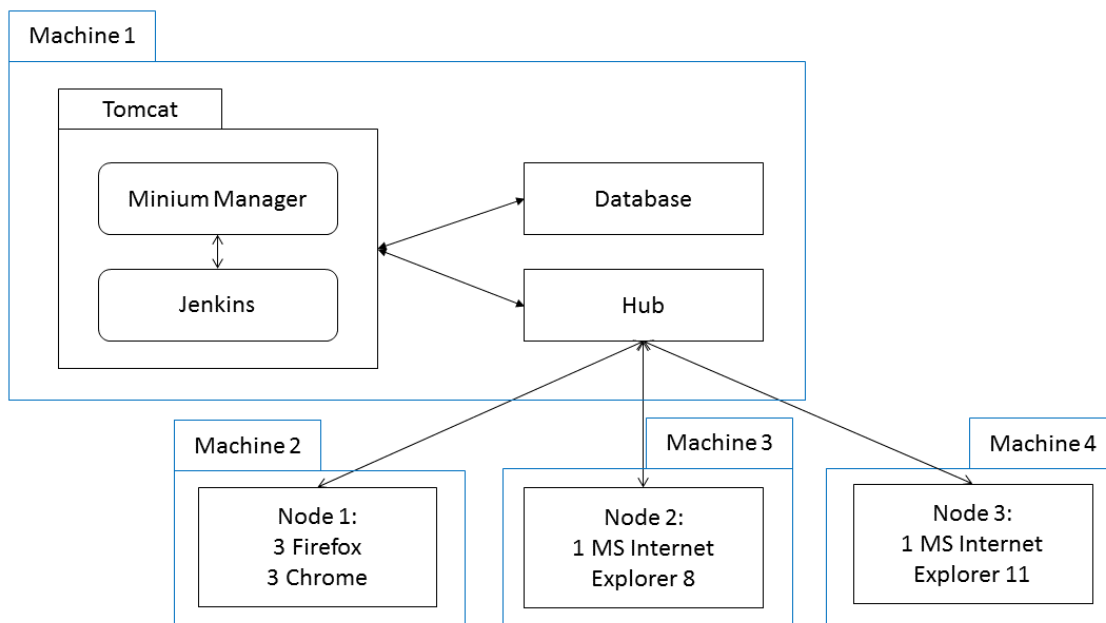 Machine 1
Tomcat
Minium Manager
Database
Jenkins
Hub
Machine 2
Machine 3
Machine 4
Node 1:
3 Firefox
3 Chrome
Node 2:
1 MS Internet
Explorer 8
Node 3:
1 MS Internet
Explorer 11